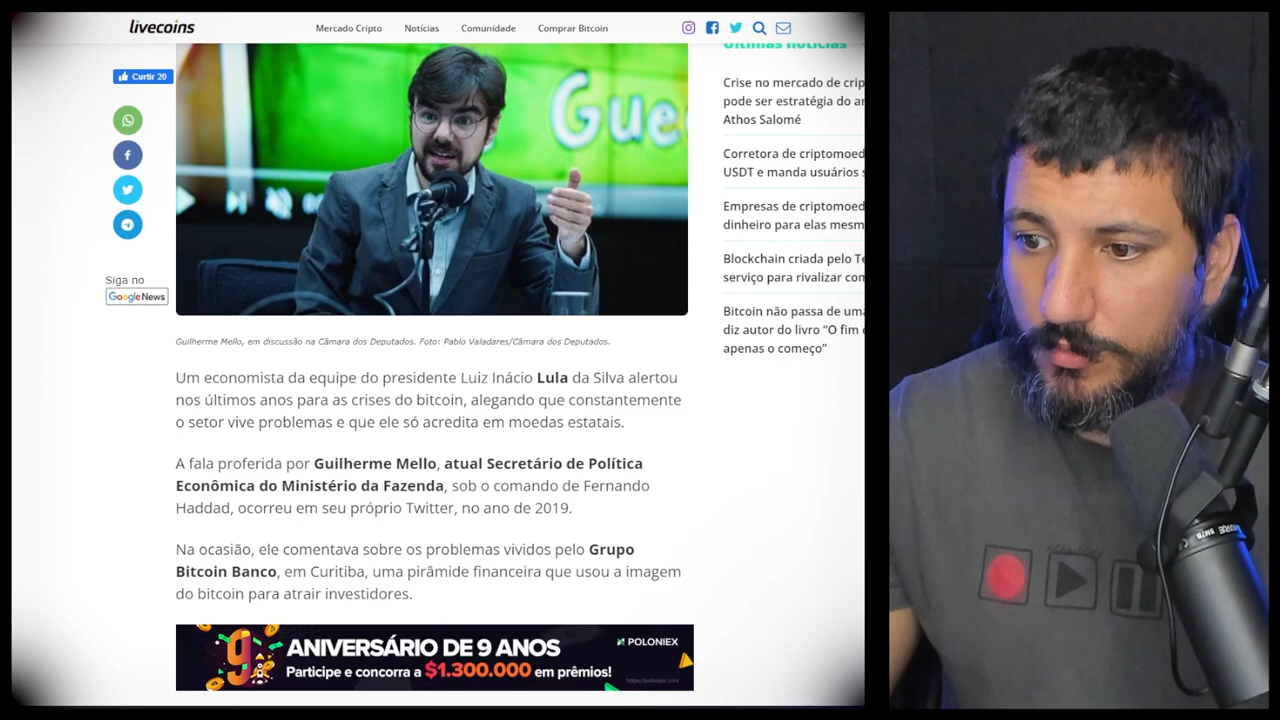 livecoins
Mercado Cripto
Notícias
Comunidade
Comprar Bitcoin
Curtir 20
Gue
Siga no
Google News
Guilherme Mello, em discussão na Câmara dos Deputados. Foto: Pablo Valadares/Câmara dos Deputados.
Um economista da equipe do presidente Luiz Inácio Lula da Silva alertou
nos últimos anos para as crises do bitcoin, alegando que constantemente
o setor vive problemas e que ele só acredita em moedas estatais.
A fala proferida por Guilherme Mello, atual Secretário de Política
Econômica do Ministério da Fazenda, sob o comando de Fernando
Haddad, ocorreu em seu próprio Twitter, no ano de 2019.
Na ocasião, ele comentava sobre os problemas vividos pelo Grupo
Bitcoin Banco, em Curitiba, uma pirâmide financeira que usou a imagem
do bitcoin para atrair investidores.
9 ANIVERSÁRIO DE 9 ANOS
POLONIEX
Participe e concorra a $1.300.000 em prêmios!
https://poloniex.com
Últimas notícias
Crise no mercado de crip
pode ser estratégia do a
Athos Salomé
Corretora de criptomoed
USDT e manda usuários s
Empresas de criptomoed
dinheiro para elas mesm
Blockchain criada pelo Te
serviço para rivalizar com
Bitcoin não passa de uma
diz autor do livro “O fim
apenas o começo”
SM7B